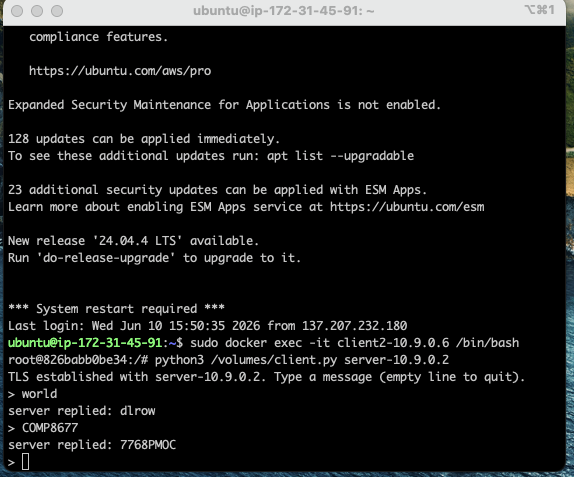 ubuntu@ip-172-31-45-91: ~
⌥⌘1
compliance features.
https://ubuntu.com/aws/pro
Expanded Security Maintenance for Applications is not enabled.
128 updates can be applied immediately.
To see these additional updates run: apt list --upgradable
23 additional security updates can be applied with ESM Apps.
Learn more about enabling ESM Apps service at https://ubuntu.com/esm
New release '24.04.4 LTS' available.
Run 'do-release-upgrade' to upgrade to it.
*** System restart required ***
Last login: Wed Jun 10 15:50:35 2026 from 137.207.232.180
ubuntu@ip-172-31-45-91:~$ sudo docker exec -it client2-10.9.0.6 /bin/bash
root@826babb0be34:/# python3 /volumes/client.py server-10.9.0.2
TLS established with server-10.9.0.2. Type a message (empty line to quit).
> world
server replied: dlrow
> COMP8677
server replied: 7768PMOC
>